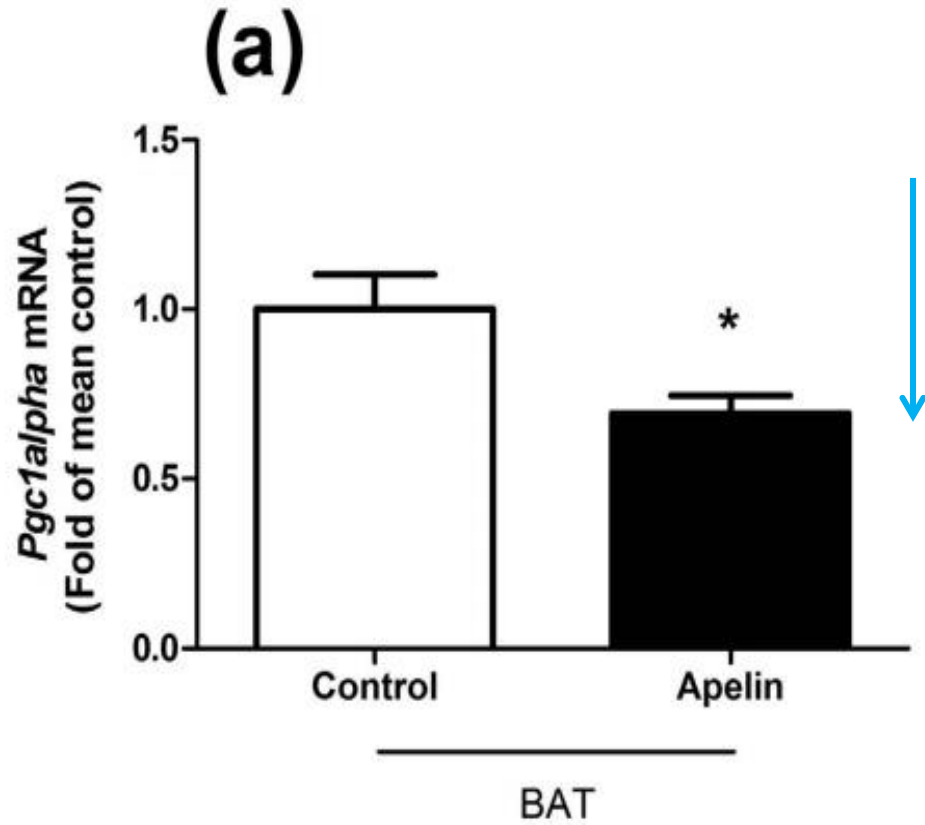 (a)
Pgc1alpha mRNA
(Fold of mean control)
1.5
1.0
*
0.5
0.0
Control Apelin
BAT